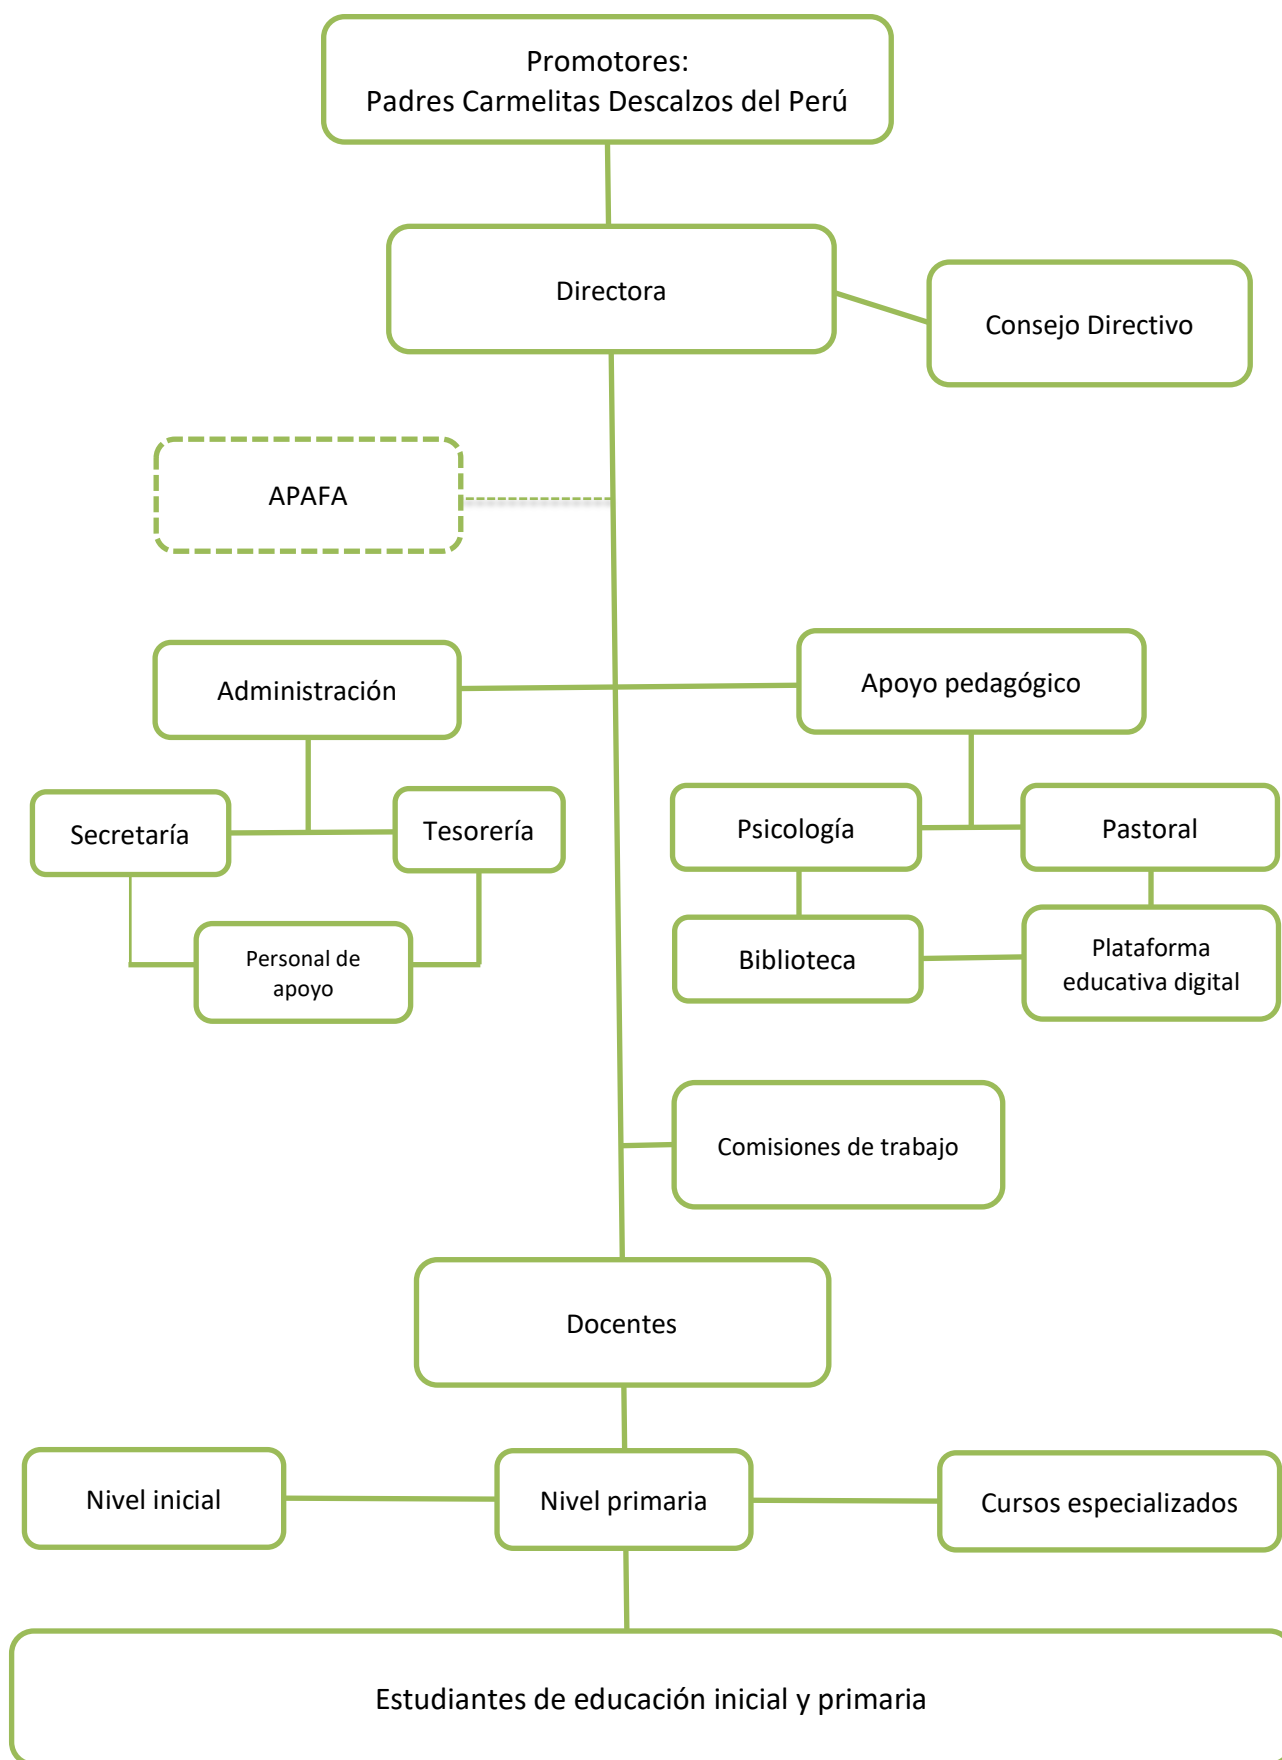 Promotores:
Padres Carmelitas Descalzos del Perú
Directora
Consejo Directivo
APAFA
Administración
Apoyo pedagógico
Secretaría
Tesorería
Psicología
Pastoral
Personal de
apoyo
Biblioteca
Plataforma
educativa digital
Comisiones de trabajo
Docentes
Nivel inicial
Nivel primaria
Cursos especializados
Estudiantes de educación inicial y primaria